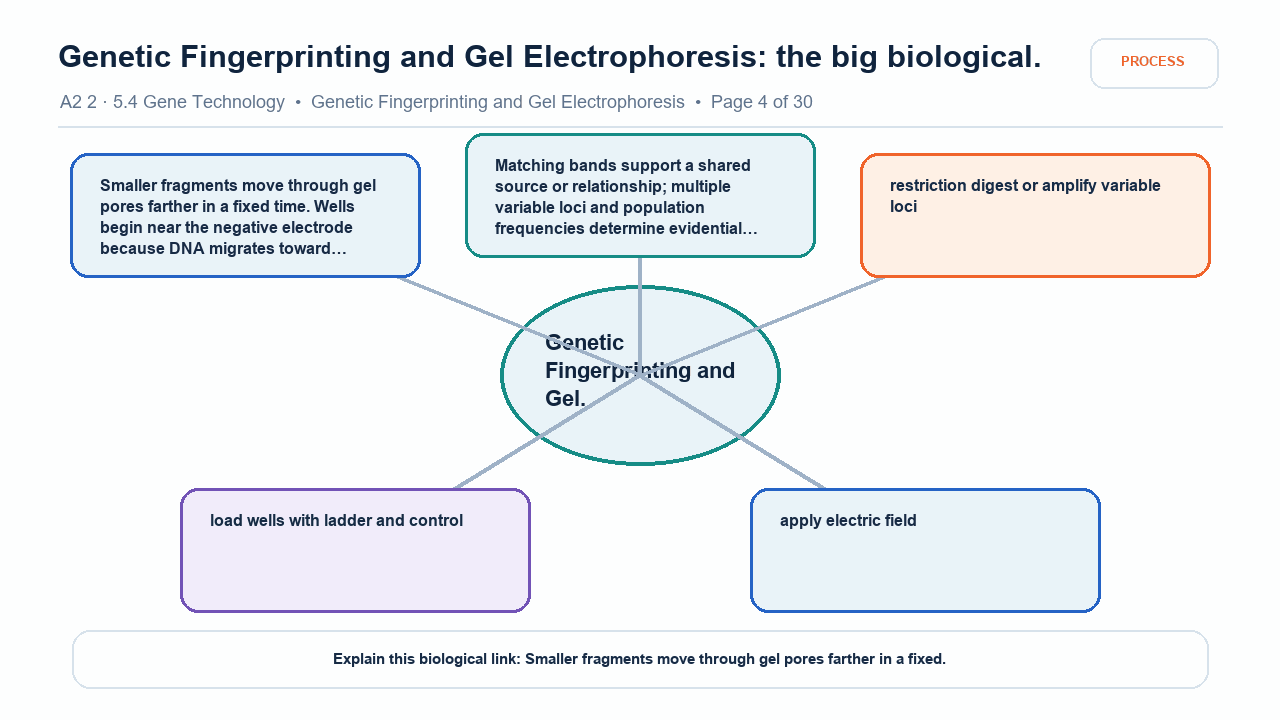 Genetic Fingerprinting and Gel Electrophoresis: the big biological.
PROCESS
A2 2 · 5.4 Gene Technology • Genetic Fingerprinting and Gel Electrophoresis • Page 4 of 30
Smaller fragments move through gel
pores farther in a fixed time. Wells
begin near the negative electrode
because DNA migrates toward…
Matching bands support a shared
source or relationship; multiple
variable loci and population
frequencies determine evidential…
restriction digest or amplify variable
loci
Genetic
Fingerprinting and
Gel.
load wells with ladder and control
apply electric field
Explain this biological link: Smaller fragments move through gel pores farther in a fixed.